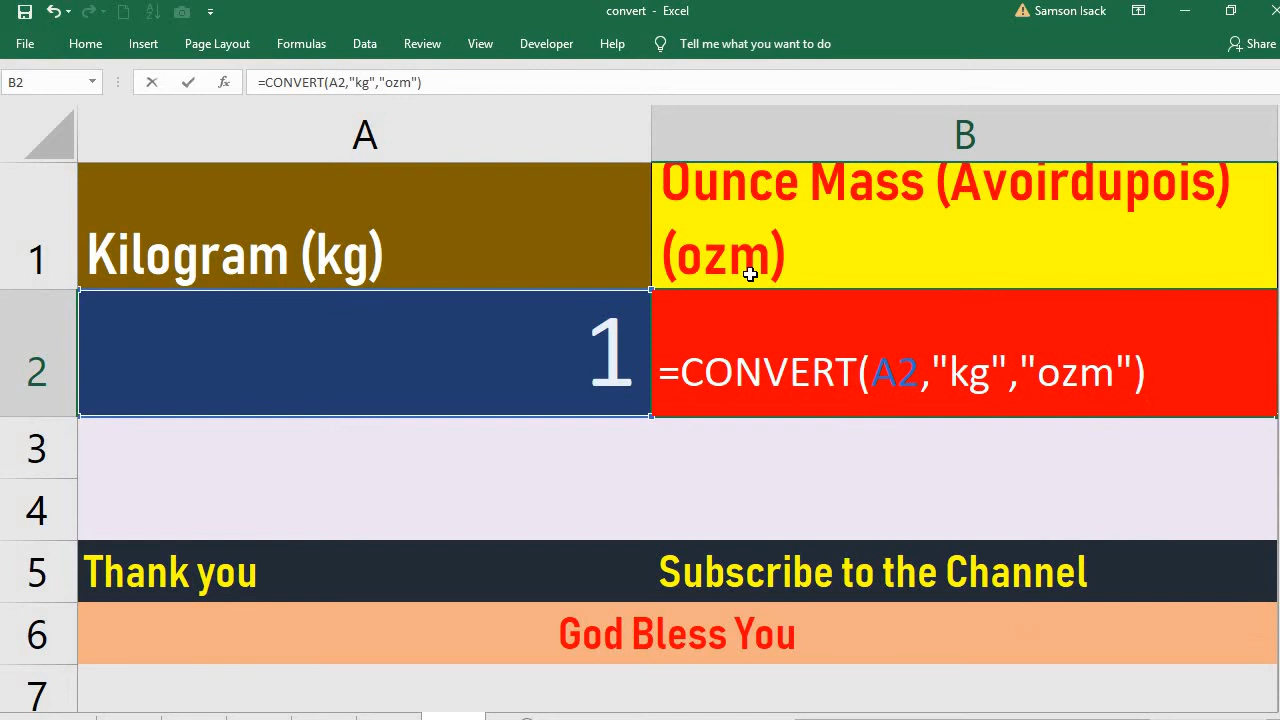 convert - Excel
Samson Isack
File Home Insert Page Layout Formulas Data Review View Developer Help Tell me what you want to do Share
B2 fx =CONVERT(A2,"kg","ozm")
A B
Ounce Mass (Avoirdupois)
1 Kilogram (kg) (ozm)
2 1 =CONVERT(A2,"kg","ozm")
3
4
5 Thank you Subscribe to the Channel
6 God Bless You
7